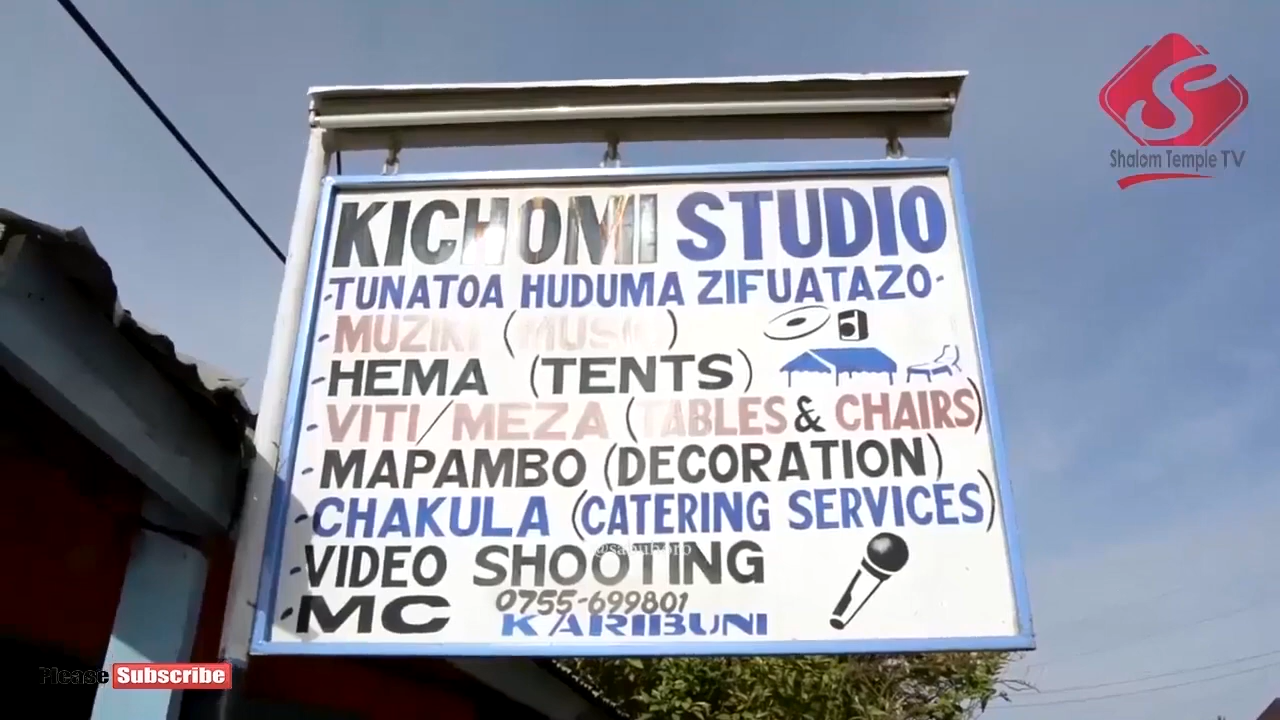 Shalom Temple TV
KICHOMI STUDIO
-TUNATOA HUDUMA ZIFUATAZO-
-MUZIKI (MUSIC)
-HEMA (TENTS)
-VITI/MEZA (TABLES & CHAIRS)
-MAPAMBO (DECORATION)
-CHAKULA (CATERING SERVICES)
-VIDEO SHOOTING
-MC 0755-699801
KARIBUNI
Please Subscribe